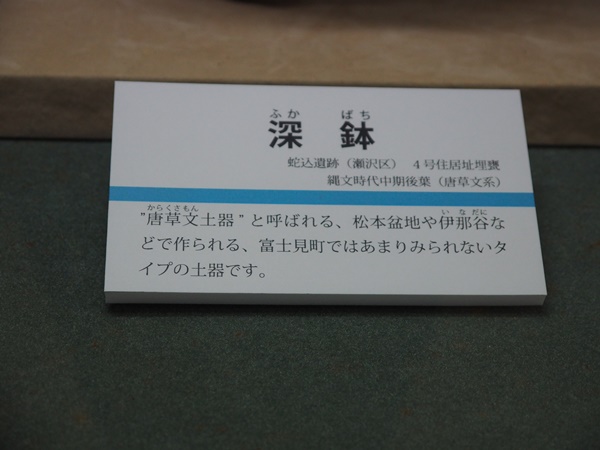 ふか ばち
深 鉢
蛇込遺跡（瀬沢区） 4号住居址埋甕
縄文時代中期後葉（唐草文系）
からくさもん い な だに
"唐草文土器"と呼ばれる、松本盆地や伊那谷な
どで作られる、富士見町ではあまりみられないタ
イプの土器です。